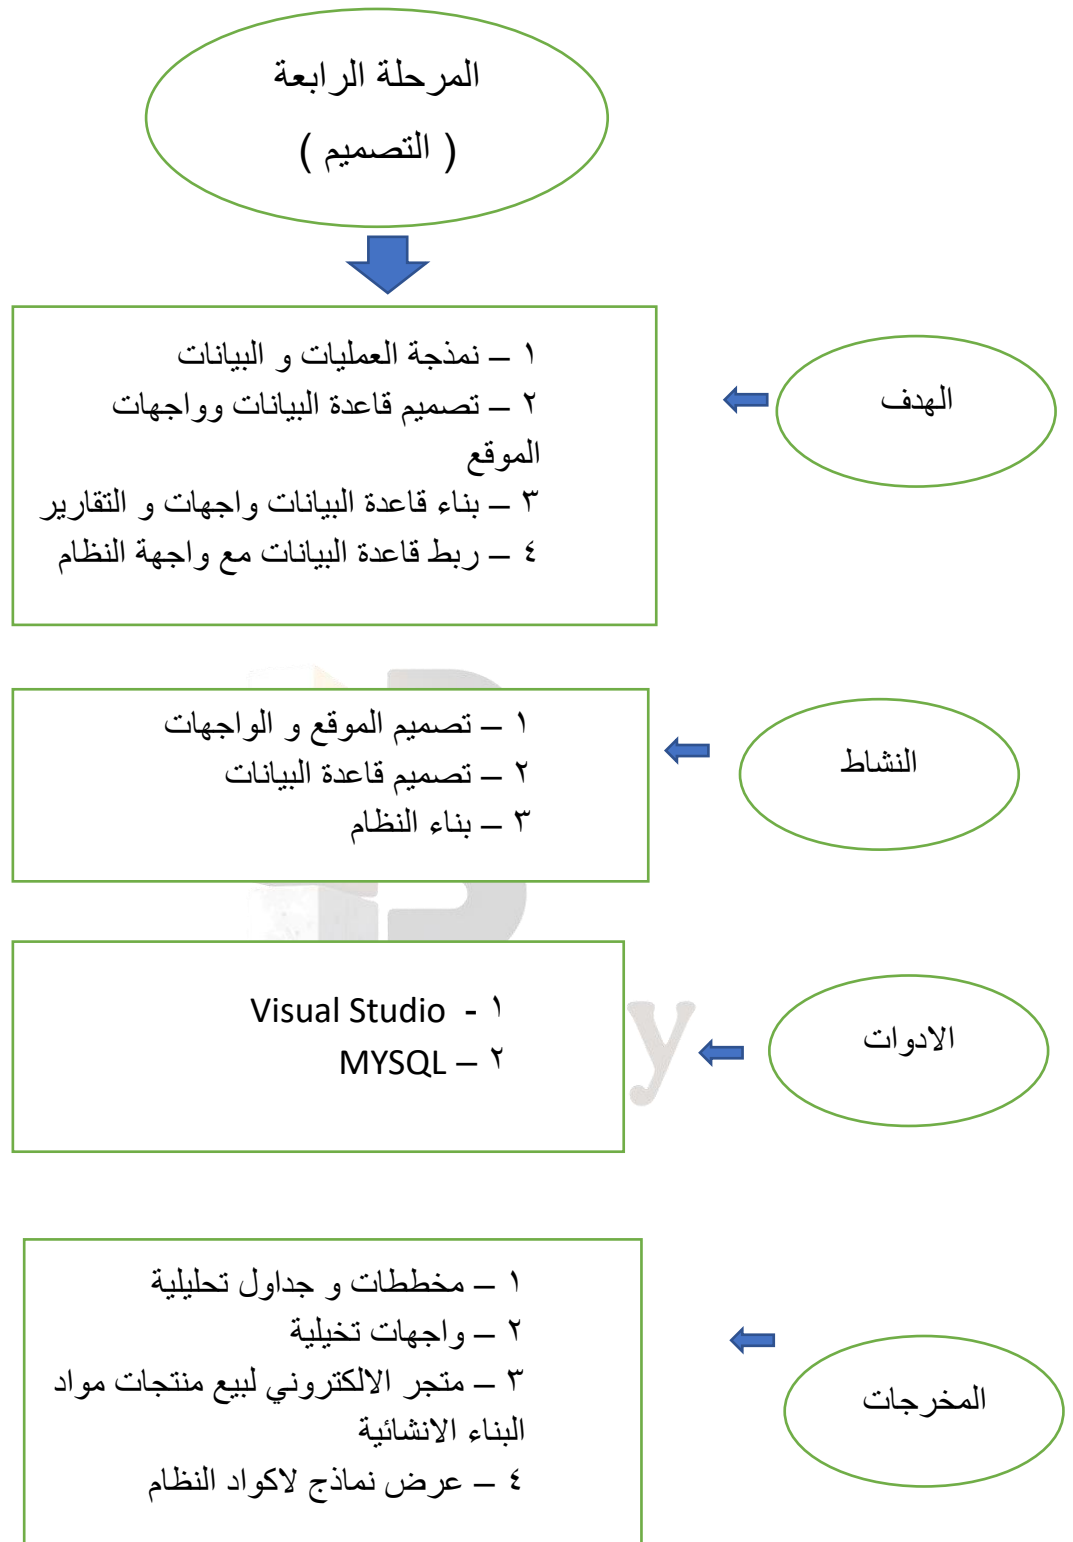 المرحلة الرابعة
( التصميم )
الهدف
١ – نمذجة العمليات و البيانات
٢ – تصميم قاعدة البيانات وواجهات
الموقع
٣ – بناء قاعدة البيانات واجهات و التقارير
٤ – ربط قاعدة البيانات مع واجهة النظام
النشاط
١ – تصميم الموقع و الواجهات
٢ – تصميم قاعدة البيانات
٣ – بناء النظام
الادوات
١ - Visual Studio
٢ – MYSQL
المخرجات
١ – مخططات و جداول تحليلية
٢ – واجهات تخيلية
٣ – متجر الالكتروني لبيع منتجات مواد
البناء الانشائية
٤ – عرض نماذج لاكواد النظام